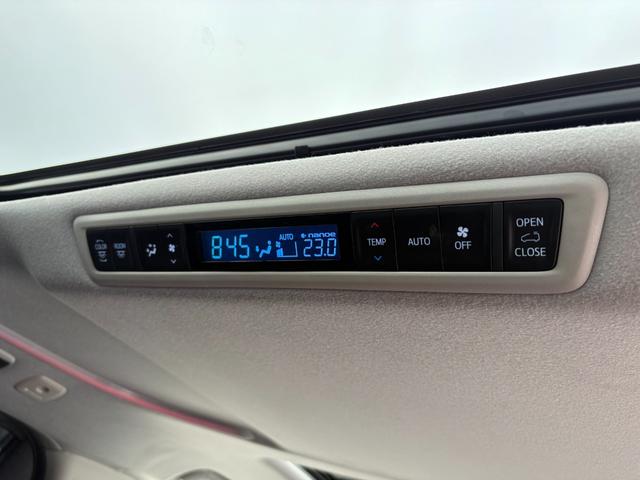 COLOR
ROOM
8:45
AUTO
nanoe
23.0
TEMP
AUTO
OFF
OPEN
CLOSE